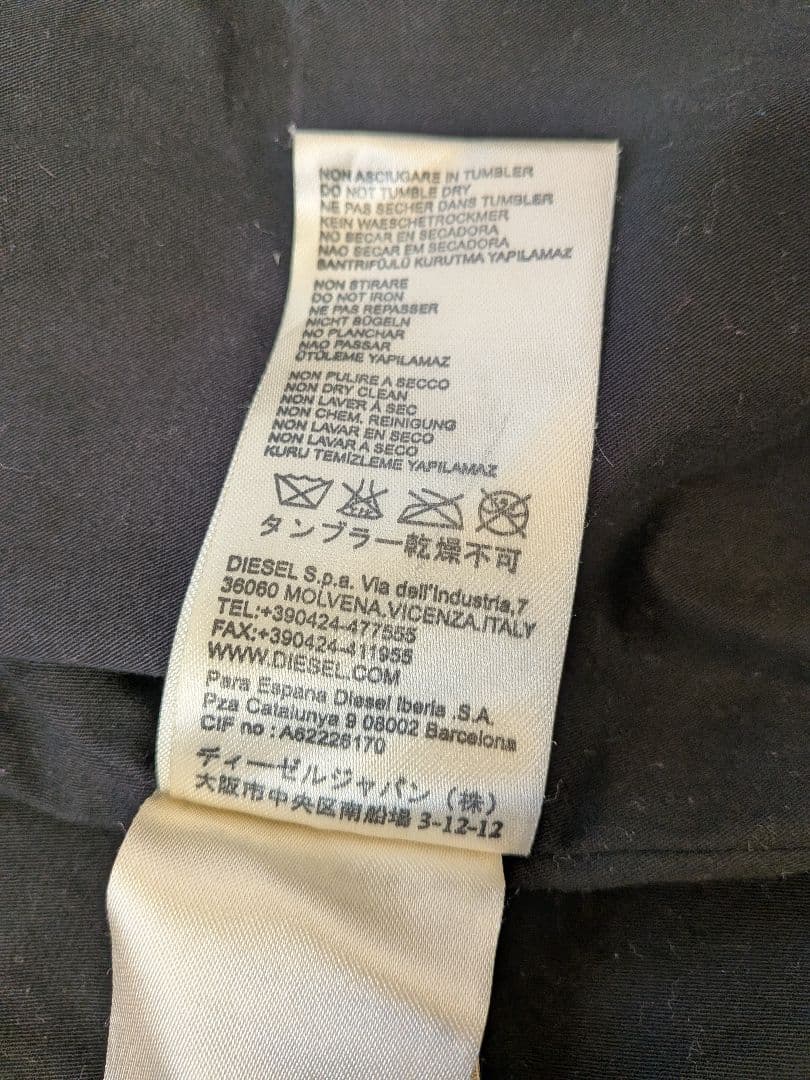 NON ASCIUGARE IN TUMBLER
DO NOT TUMBLE DRY
NE PAS SECHER DANS TUMBLER
KEIN WAESCHETROCKMER
NO SECAR EN SECADORA
NAO SECAR EM SECADORA
SANTRIFÜJLÜ KURUTMA YAPILAMAZ
NON STIRARE
DO NOT IRON
NE PAS REPASSER
NICHT BÜGELN
NO PLANCHAR
NAO PASSAR
ÜTÜLEME YAPILAMAZ
NON PULIRE A SECCO
NON DRY CLEAN
NON LAVER À SEC
NON CHEM. REINIGUNG
NON LAVAR EN SECO
NON LAVAR A SECO
KURU TEMIZLEME YAPILAMAZ
タンブラー乾燥不可
DIESEL S.p.a. Via dell'Industria,7
36060 MOLVENA.VICENZA.ITALY
TEL:+390424-477555
FAX:+390424-411955
WWW.DIESEL.COM
Para Espana Diesel Iberia .S.A.
Pza Catalunya 9 08002 Barcelona
CIF no : A62226170
ディーゼルジャパン（株）
大阪市中央区南船場 3-12-12